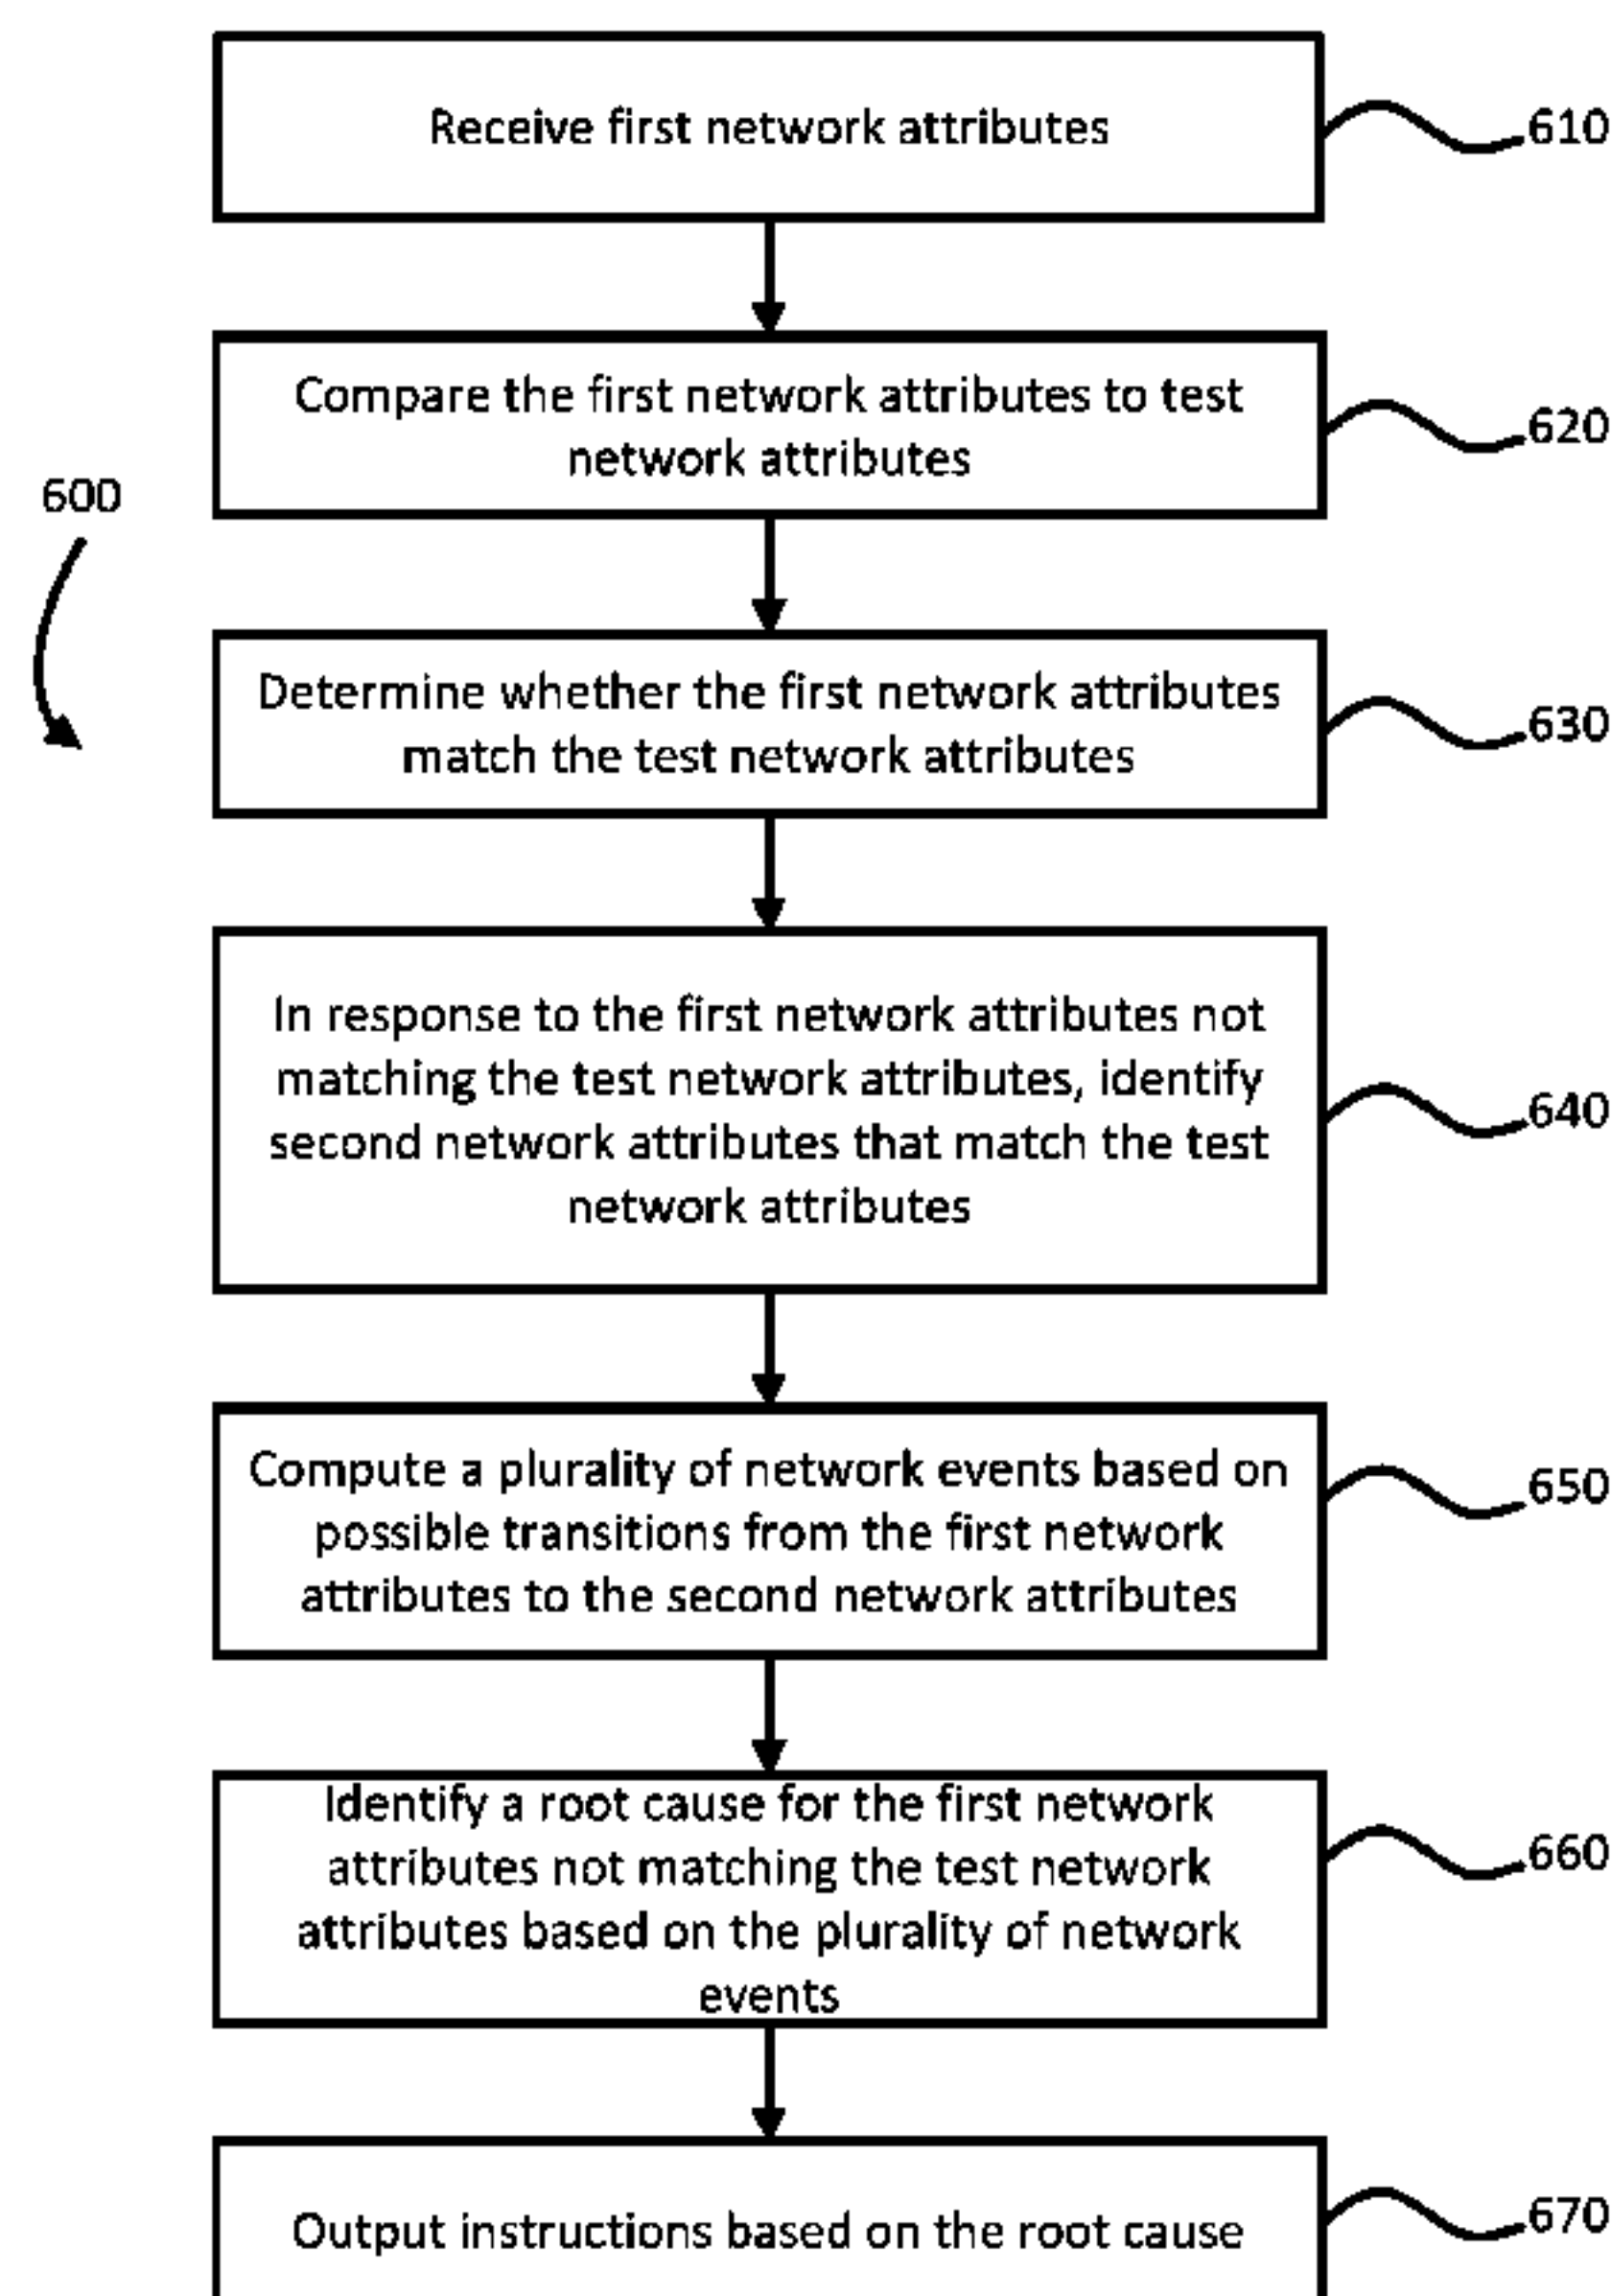 Receive first network attributes
610
Compare the first network attributes to test
network attributes
620
600
Determine whether the first network attributes
match the test network attributes
630
In response to the first network attributes not
matching the test network attributes, identify
second network attributes that match the test
network attributes
640
Compute a plurality of network events based on
possible transitions from the first network
attributes to the second network attributes
650
Identify a root cause for the first network
attributes not matching the test network
attributes based on the plurality of network
events
660
Output instructions based on the root cause
670